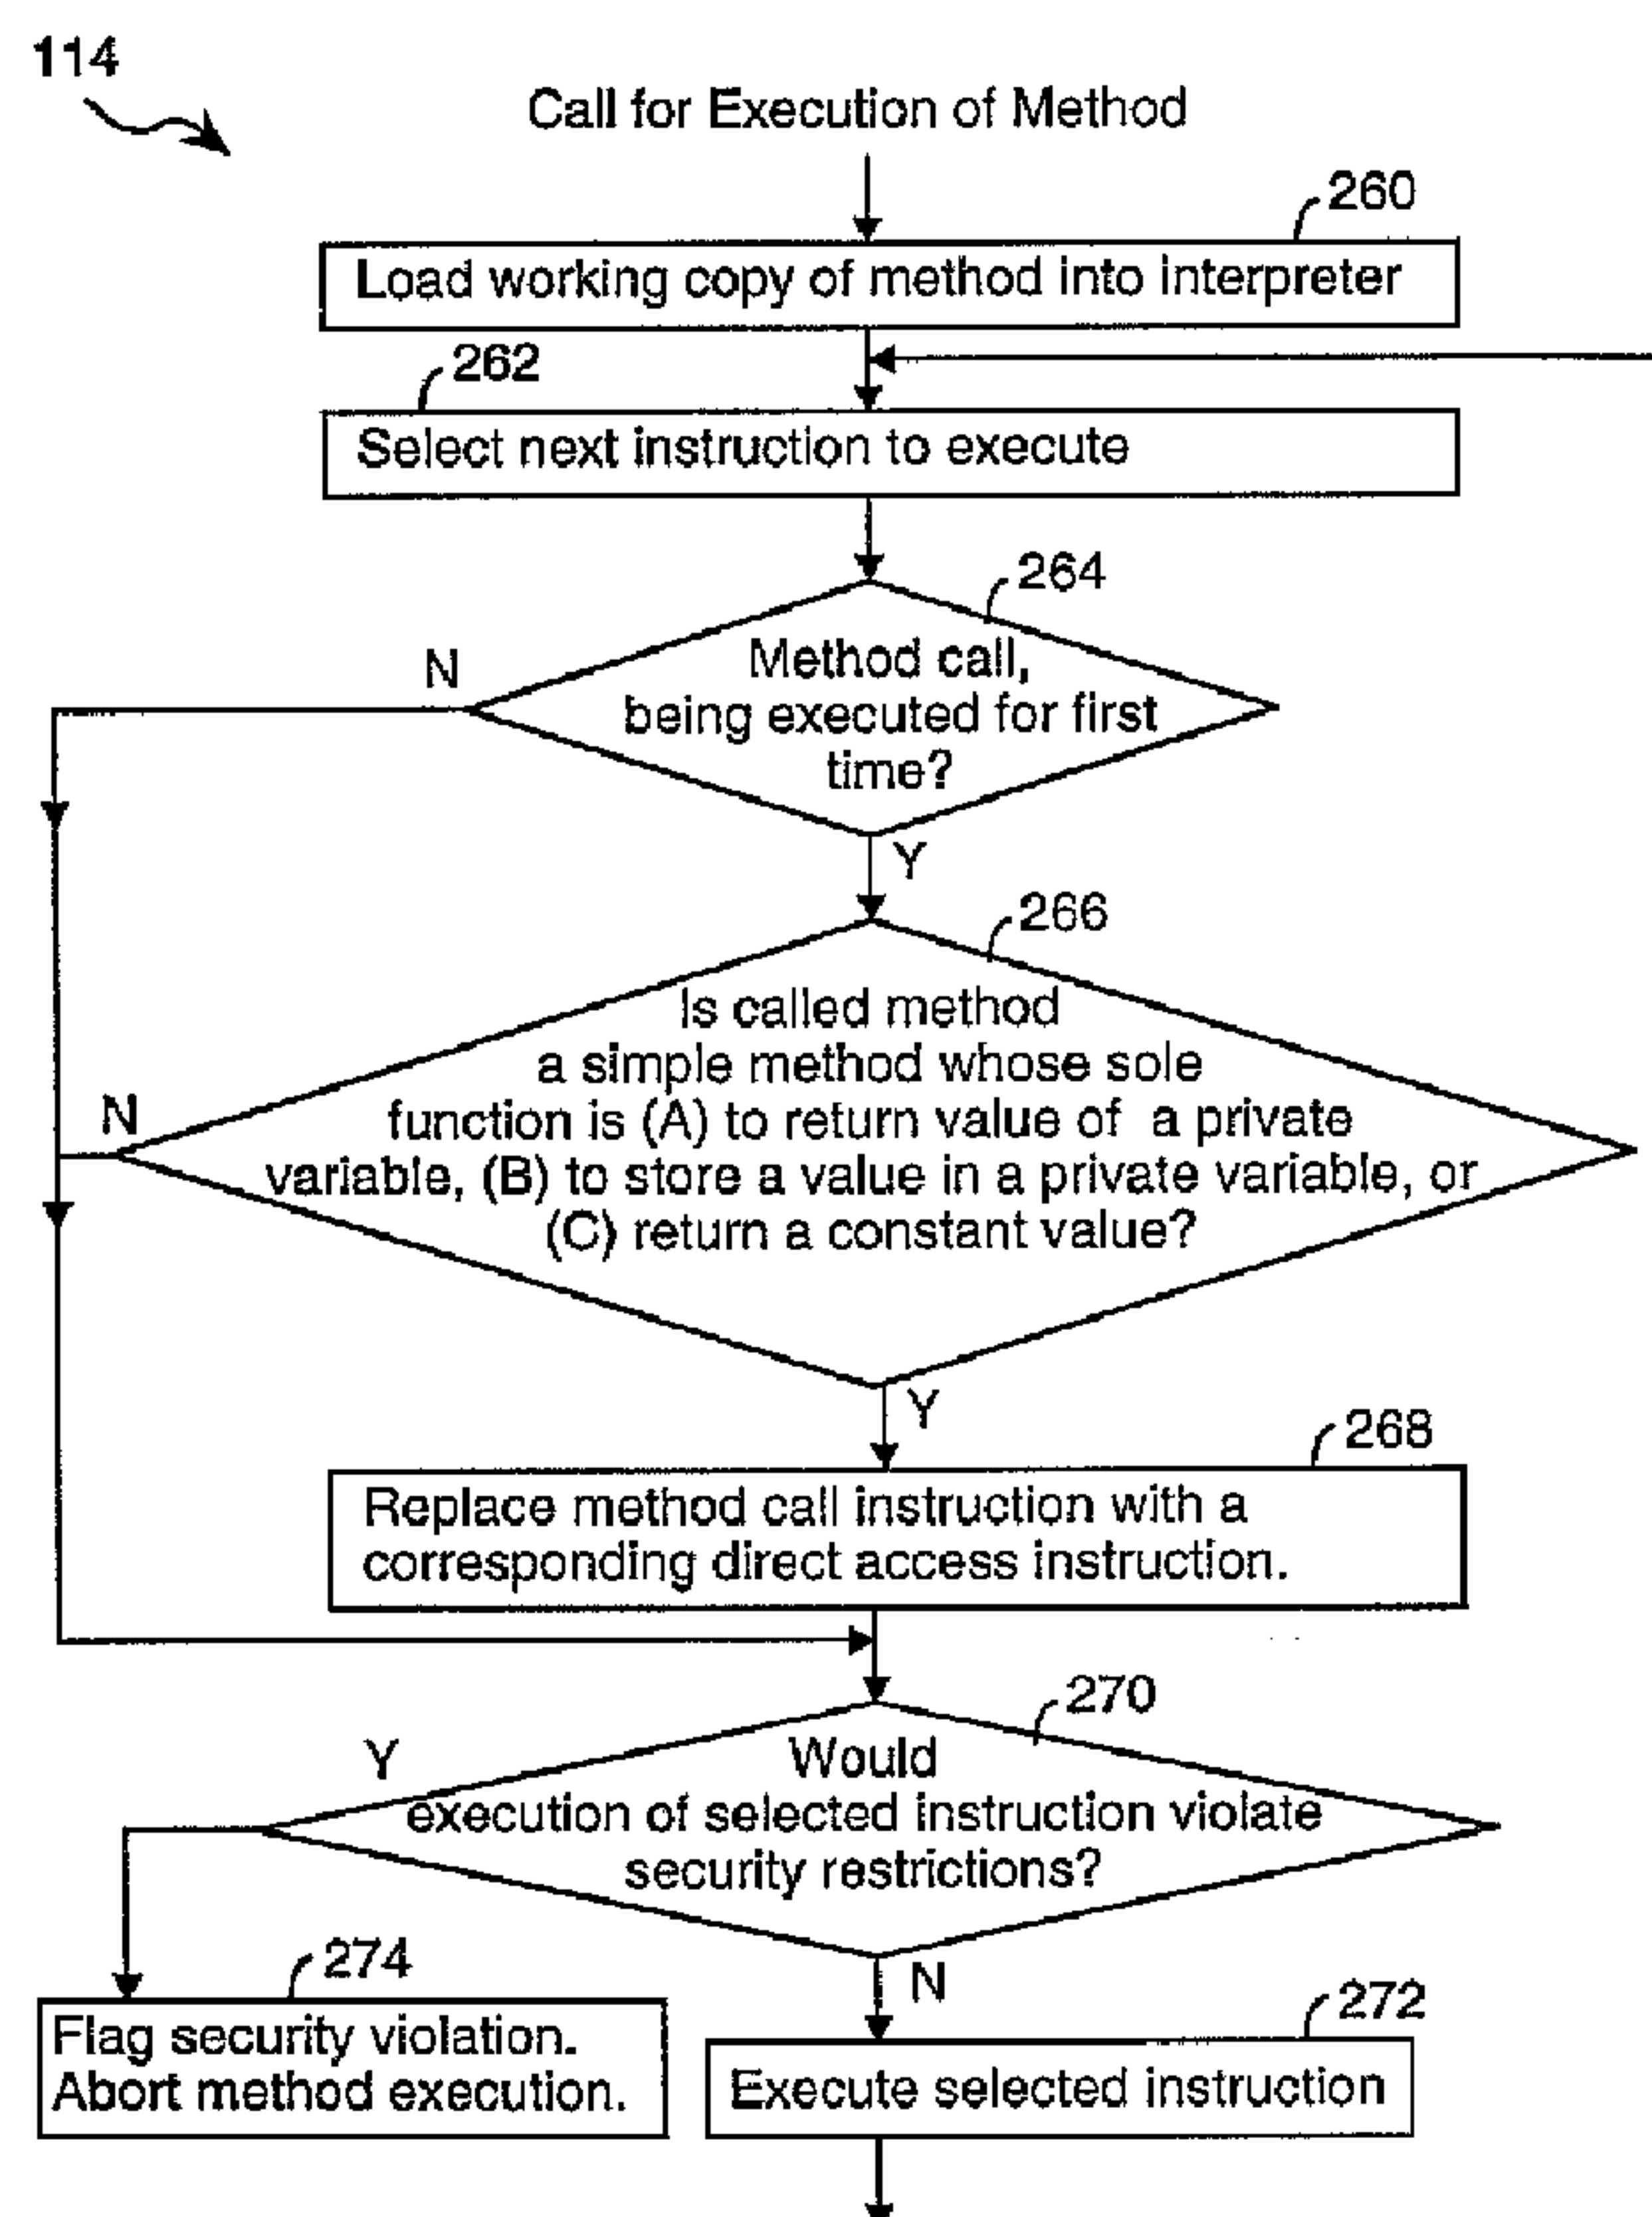 114
Call for Execution of Method
260
Load working copy of method into interpreter
262
Select next instruction to execute
264
N
Method call,
being executed for first
time?
Y
266
Is called method
a simple method whose sole
N
function is (A) to return value of a private
variable, (B) to store a value in a private variable, or
(C) return a constant value?
Y
268
Replace method call instruction with a
corresponding direct access instruction.
270
Y
Would
execution of selected instruction violate
security restrictions?
274
N
272
Flag security violation.
Abort method execution.
Execute selected instruction